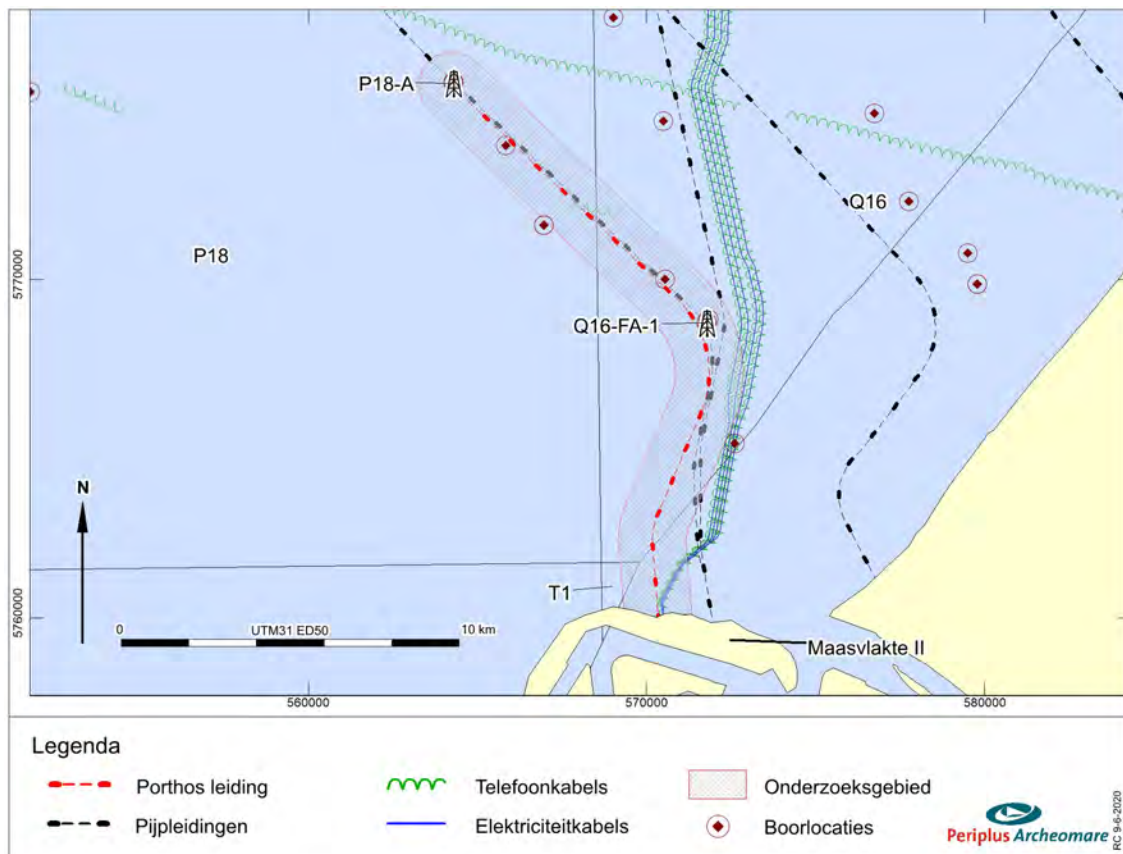 P18-A
Q16
P18
5770000
Q16-FA-1
N
T1
0 UTM31 ED50 10 km
5760000
Maasvlakte II
560000 570000 580000
Legenda
Porthos leiding
Telefoonkabels
Onderzoeksgebied
Pijpleidingen
Elektriciteitkabels
Boorlocaties
Periplus Archeomare
RC 9-6-2020